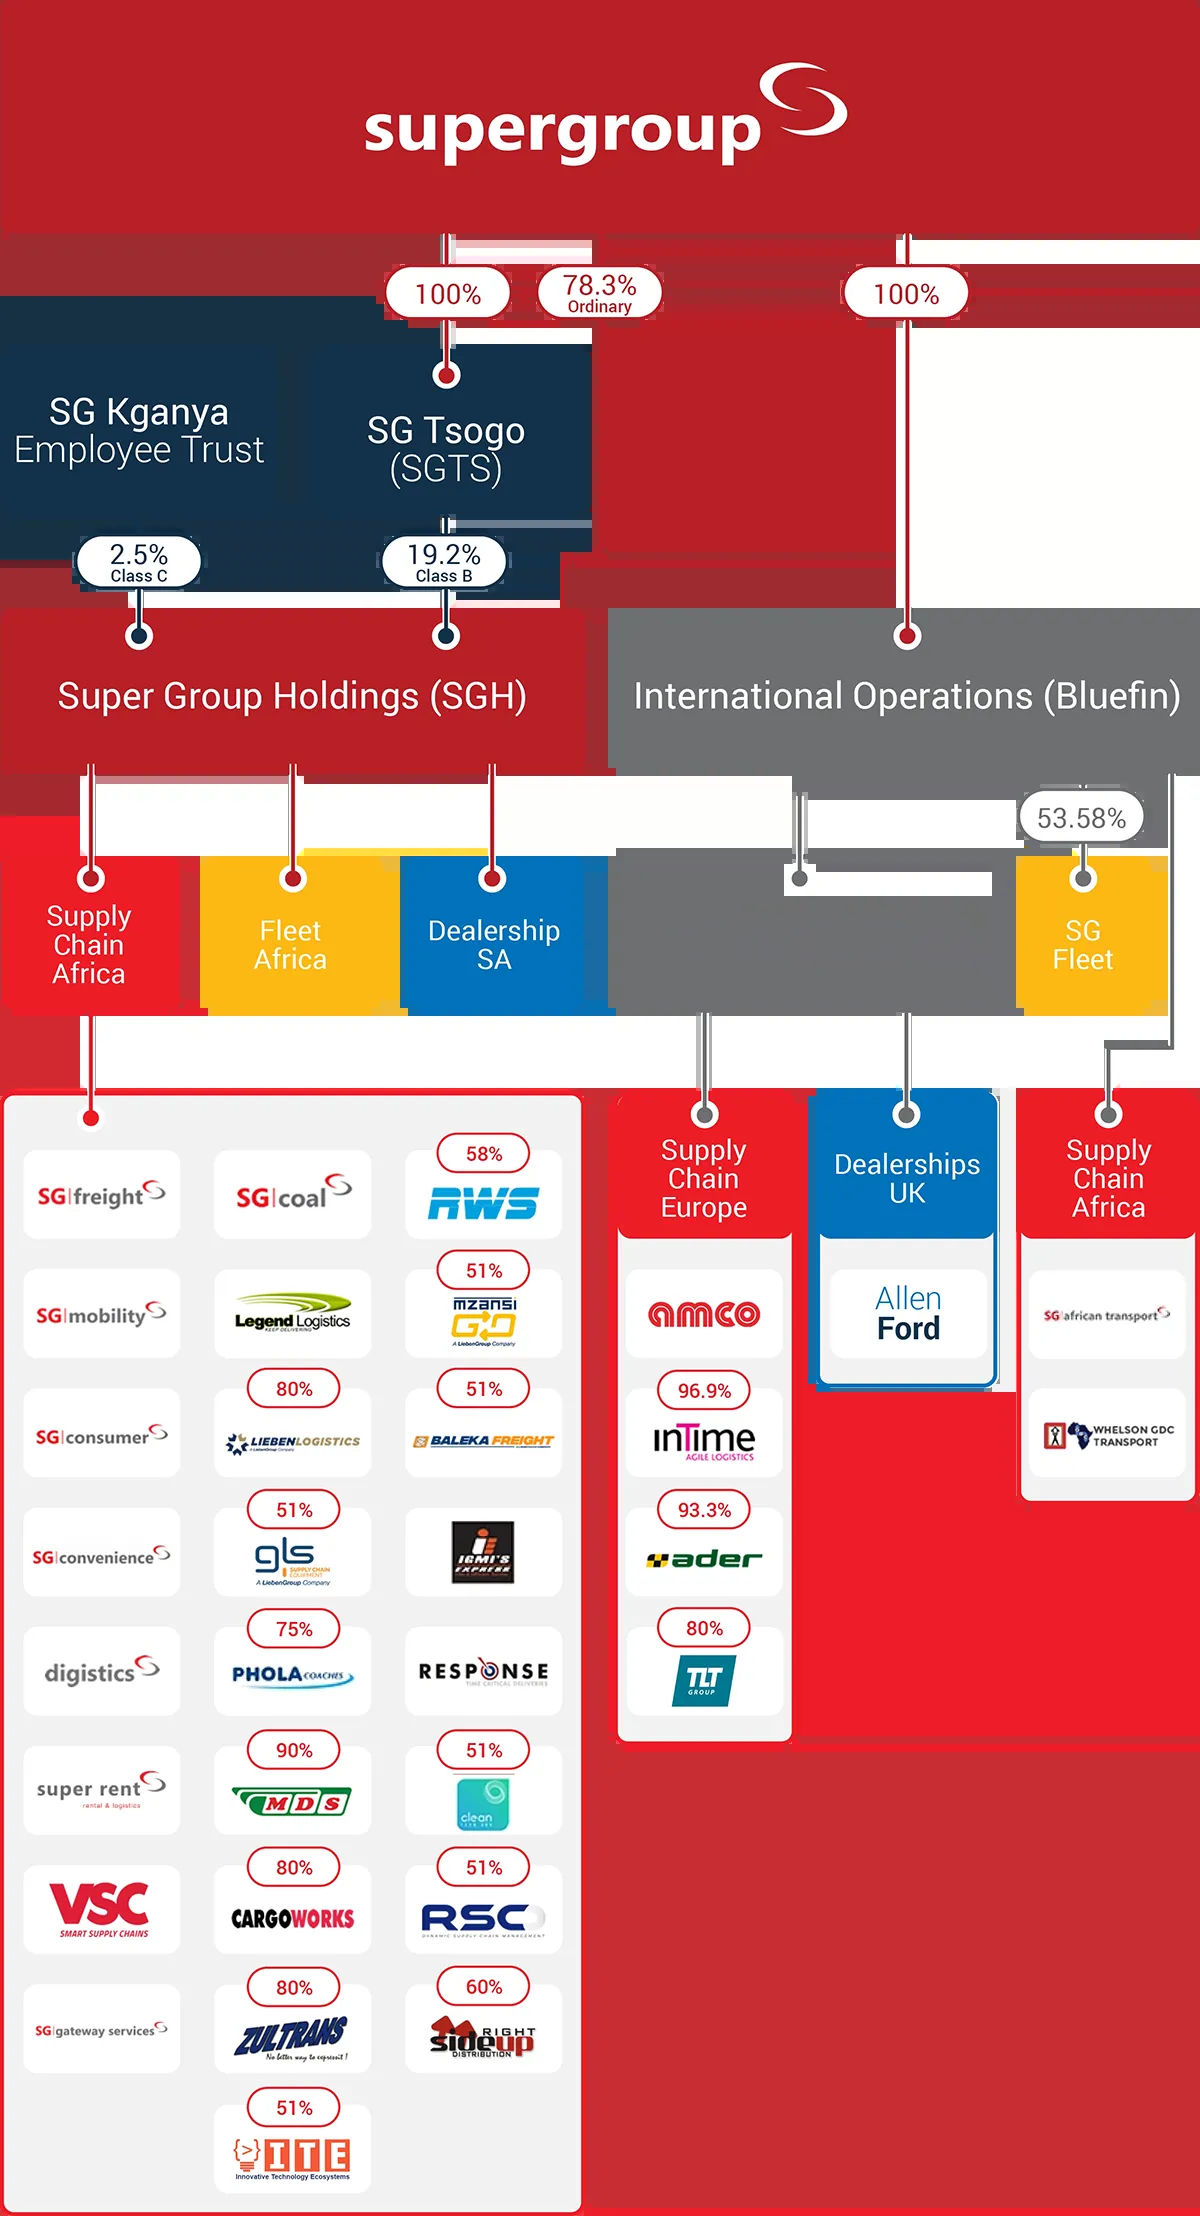 supergroup
100%
78.3%
Ordinary
100%
SG Kganya
Employee Trust
SG Tsogo
(SGTS)
2.5%
Class C
19.2%
Class B
Super Group Holdings (SGH)
International Operations (Bluefin)
53.58%
Supply
Chain
Africa
Fleet
Africa
Dealership
SA
SG
Fleet
SG|freight
SG|coal
58%
RWS
SG|mobility
Legend Logistics
KEEP DELIVERING
51%
MZANSI
GO
A LiebenGroup Company
SG|consumer
80%
LIEBENLOGISTICS
A LiebenGroup Company
51%
BALEKA FREIGHT
SG|convenience
51%
gls
SUPPLY CHAIN
EQUIPMENT
A LiebenGroup Company
IGMI'S
EXPRESS
digistics
75%
PHOLA COACHES
RESPONSE
TIME CRITICAL DELIVERIES
super rent
rental & logistics
90%
MDS
51%
clean
VSC
SMART SUPPLY CHAINS
80%
CARGOWORKS
51%
RSC
DYNAMIC SUPPLY CHAIN MANAGEMENT
SG|gateway services
80%
ZULTRANS
No better way to express it!
60%
RIGHT
sideup
DISTRIBUTION
51%
ITE
Innovative Technology Ecosystems
Supply
Chain
Europe
amco
96.9%
inTime
AGILE LOGISTICS
93.3%
ader
80%
TLT
GROUP
Dealerships
UK
Allen
Ford
Supply
Chain
Africa
SG|african transport
WHELSON GDC
TRANSPORT